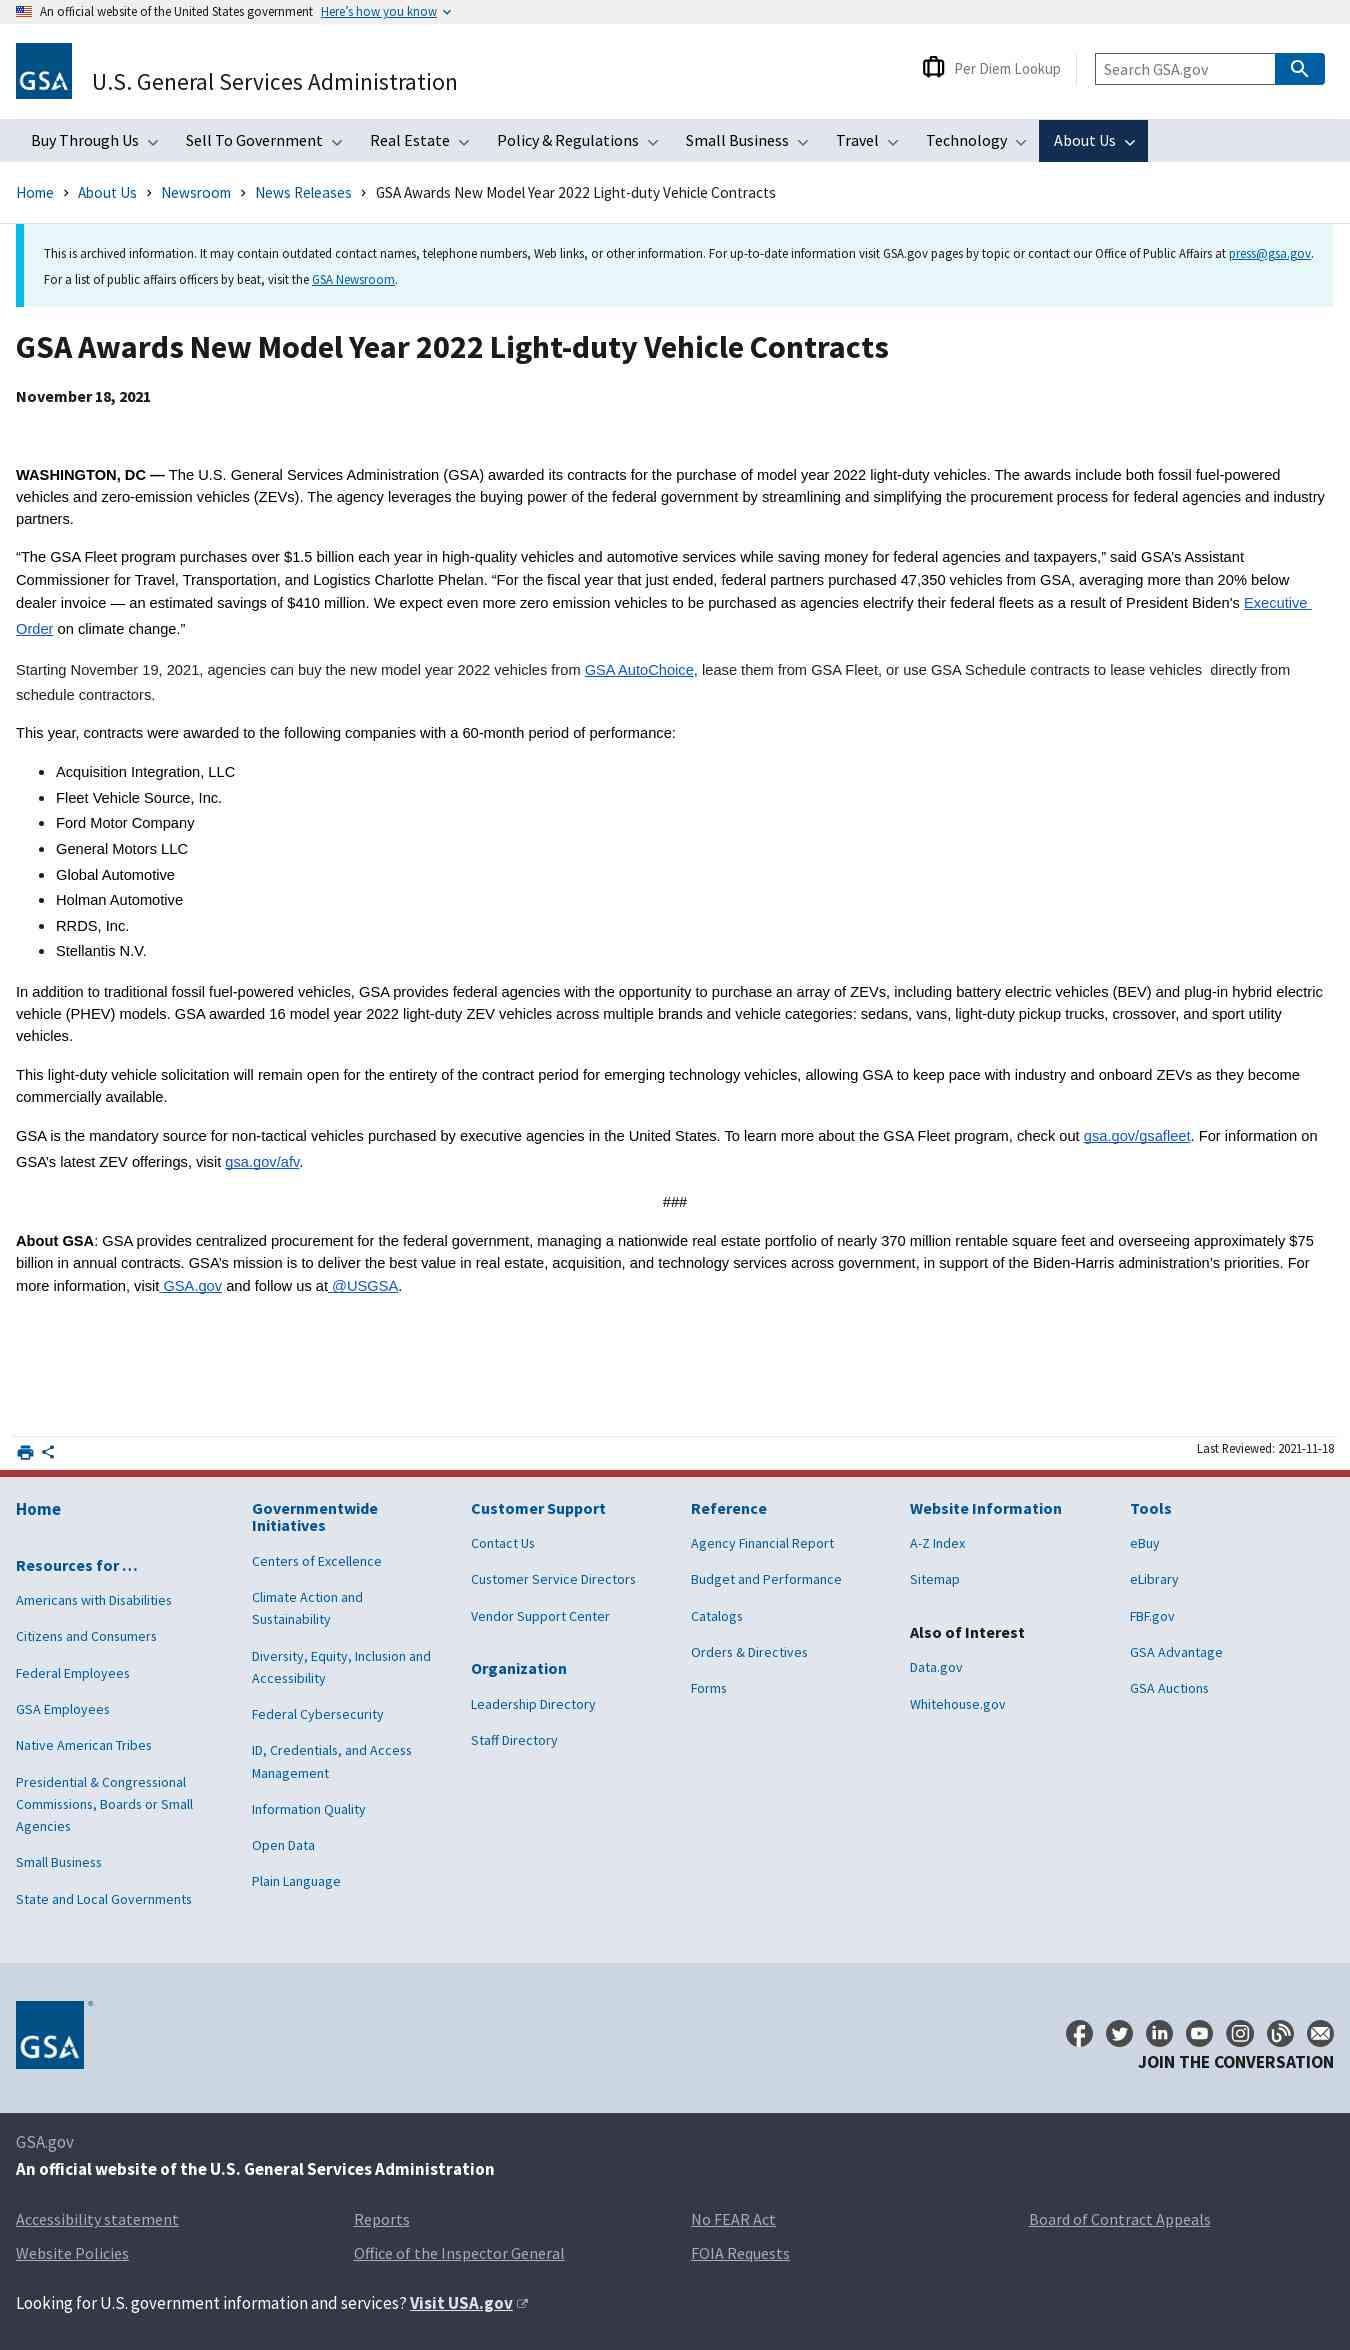 An official website of the United States government Here's how you know
GSA
U.S. General Services Administration
Per Diem Lookup
Search GSA.gov
Buy Through Us
Sell To Government
Real Estate
Policy & Regulations
Small Business
Travel
Technology
About Us
Home
About Us
Newsroom
News Releases
GSA Awards New Model Year 2022 Light-duty Vehicle Contracts
This is archived information. It may contain outdated contact names, telephone numbers, Web links, or other information. For up-to-date information visit GSA.gov pages by topic or contact our Office of Public Affairs at press@gsa.gov.
For a list of public affairs officers by beat, visit the GSA Newsroom.
GSA Awards New Model Year 2022 Light-duty Vehicle Contracts
November 18, 2021
WASHINGTON, DC — The U.S. General Services Administration (GSA) awarded its contracts for the purchase of model year 2022 light-duty vehicles. The awards include both fossil fuel-powered
vehicles and zero-emission vehicles (ZEVs). The agency leverages the buying power of the federal government by streamlining and simplifying the procurement process for federal agencies and industry
partners.
“The GSA Fleet program purchases over $1.5 billion each year in high-quality vehicles and automotive services while saving money for federal agencies and taxpayers,” said GSA’s Assistant
Commissioner for Travel, Transportation, and Logistics Charlotte Phelan. “For the fiscal year that just ended, federal partners purchased 47,350 vehicles from GSA, averaging more than 20% below
dealer invoice — an estimated savings of $410 million. We expect even more zero emission vehicles to be purchased as agencies electrify their federal fleets as a result of President Biden’s Executive
Order on climate change.”
Starting November 19, 2021, agencies can buy the new model year 2022 vehicles from GSA AutoChoice, lease them from GSA Fleet, or use GSA Schedule contracts to lease vehicles  directly from
schedule contractors.
This year, contracts were awarded to the following companies with a 60-month period of performance:
• Acquisition Integration, LLC
• Fleet Vehicle Source, Inc.
• Ford Motor Company
• General Motors LLC
• Global Automotive
• Holman Automotive
• RRDS, Inc.
• Stellantis N.V.
In addition to traditional fossil fuel-powered vehicles, GSA provides federal agencies with the opportunity to purchase an array of ZEVs, including battery electric vehicles (BEV) and plug-in hybrid electric
vehicle (PHEV) models. GSA awarded 16 model year 2022 light-duty ZEV vehicles across multiple brands and vehicle categories: sedans, vans, light-duty pickup trucks, crossover, and sport utility
vehicles.
This light-duty vehicle solicitation will remain open for the entirety of the contract period for emerging technology vehicles, allowing GSA to keep pace with industry and onboard ZEVs as they become
commercially available.
GSA is the mandatory source for non-tactical vehicles purchased by executive agencies in the United States. To learn more about the GSA Fleet program, check out gsa.gov/gsafleet. For information on
GSA’s latest ZEV offerings, visit gsa.gov/afv.
###
About GSA: GSA provides centralized procurement for the federal government, managing a nationwide real estate portfolio of nearly 370 million rentable square feet and overseeing approximately $75
billion in annual contracts. GSA’s mission is to deliver the best value in real estate, acquisition, and technology services across government, in support of the Biden-Harris administration’s priorities. For
more information, visit GSA.gov and follow us at @USGSA.
Last Reviewed: 2021-11-18
Home
Resources for …
Americans with Disabilities
Citizens and Consumers
Federal Employees
GSA Employees
Native American Tribes
Presidential & Congressional
Commissions, Boards or Small
Agencies
Small Business
State and Local Governments
Governmentwide
Initiatives
Centers of Excellence
Climate Action and
Sustainability
Diversity, Equity, Inclusion and
Accessibility
Federal Cybersecurity
ID, Credentials, and Access
Management
Information Quality
Open Data
Plain Language
Customer Support
Contact Us
Customer Service Directors
Vendor Support Center
Organization
Leadership Directory
Staff Directory
Reference
Agency Financial Report
Budget and Performance
Catalogs
Orders & Directives
Forms
Website Information
A-Z Index
Sitemap
Also of Interest
Data.gov
Whitehouse.gov
Tools
eBuy
eLibrary
FBF.gov
GSA Advantage
GSA Auctions
GSA
JOIN THE CONVERSATION
GSA.gov
An official website of the U.S. General Services Administration
Accessibility statement
Reports
No FEAR Act
Board of Contract Appeals
Website Policies
Office of the Inspector General
FOIA Requests
Looking for U.S. government information and services? Visit USA.gov